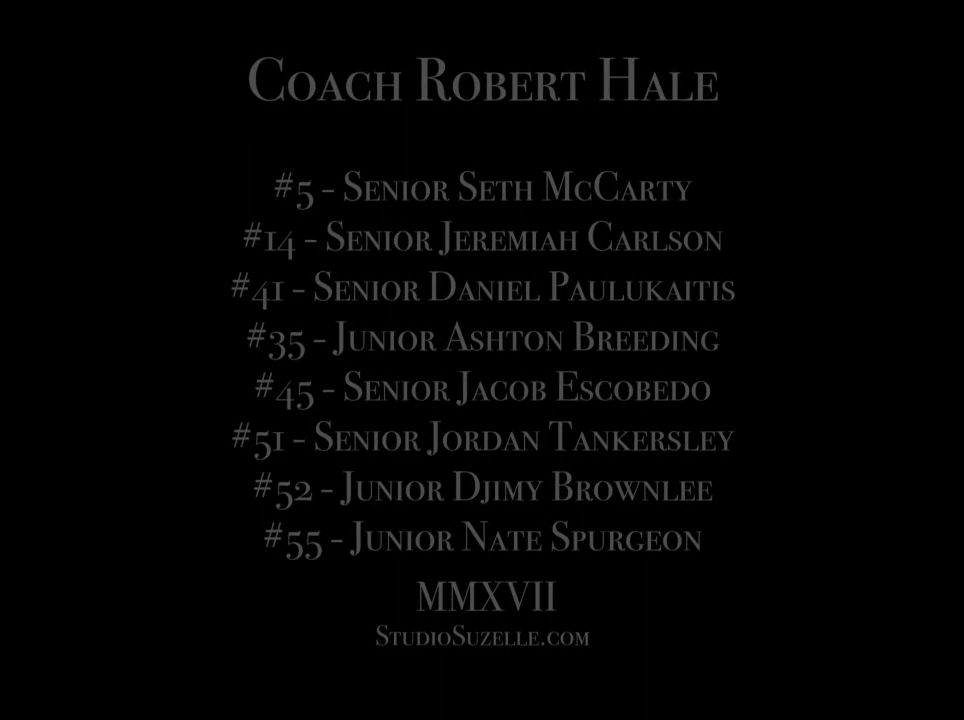 Coach Robert Hale
#5 - Senior Seth McCarty
#14 - Senior Jeremiah Carlson
#41 - Senior Daniel Paulukaitis
#35 - Junior Ashton Breeding
#45 - Senior Jacob Escobedo
#51 - Senior Jordan Tankersley
#52 - Junior Djimy Brownlee
#55 - Junior Nate Spurgeon
MMXVII
StudioSuzelle.com